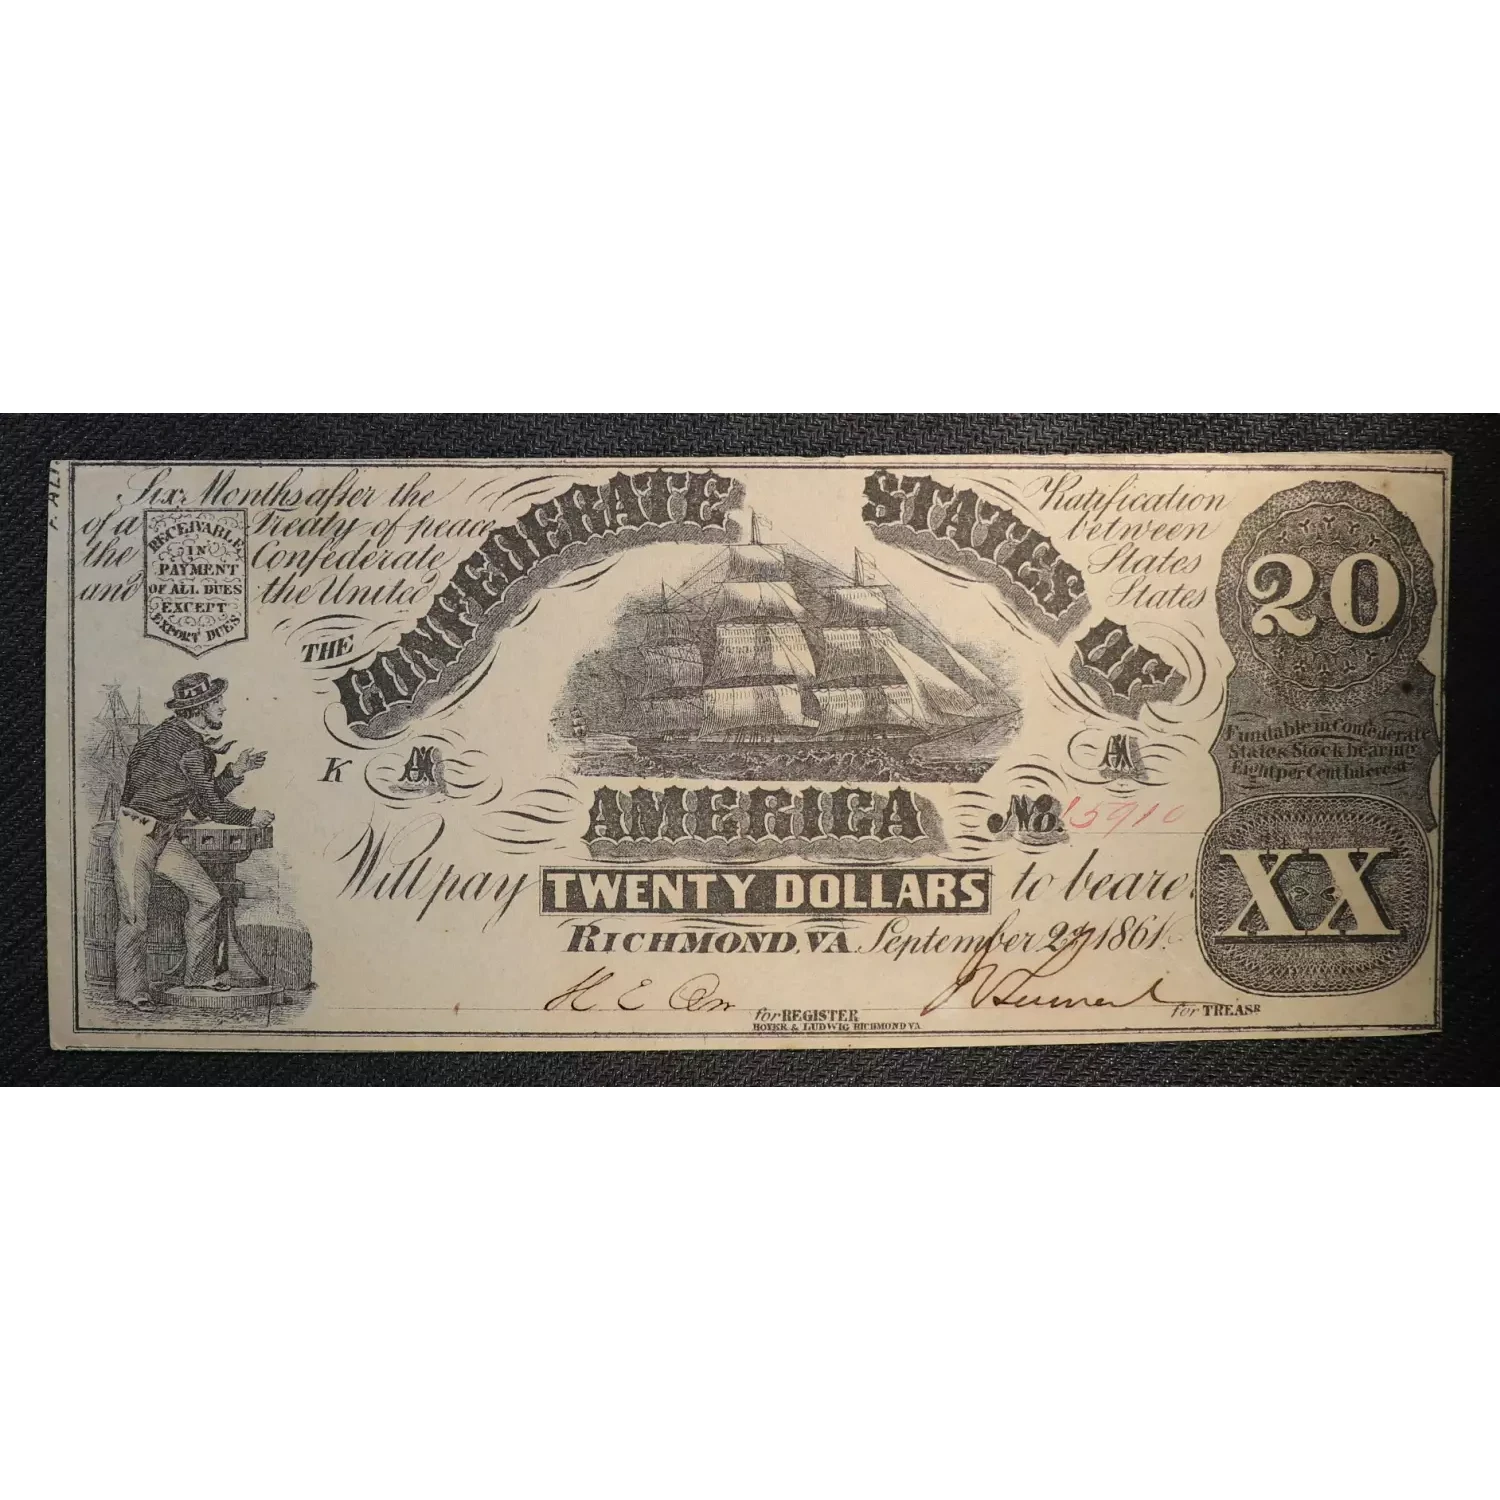 Six Months after the Ratification
of a Treaty of peace between
the Confederate States
and the United States
RECEIVABLE
IN
PAYMENT
OF ALL DUES
EXCEPT
EXPORT DUES
THE
CONFEDERATE STATES OF
AMERICA
20
Fundable in Confederate
States Stock bearing
Eight per Cent Interest
K
No. 15910
Will pay TWENTY DOLLARS to bearer
XX
RICHMOND, VA September 2nd 1861.
for REGISTER
for TREASR
HOYER & LUDWIG RICHMOND VA